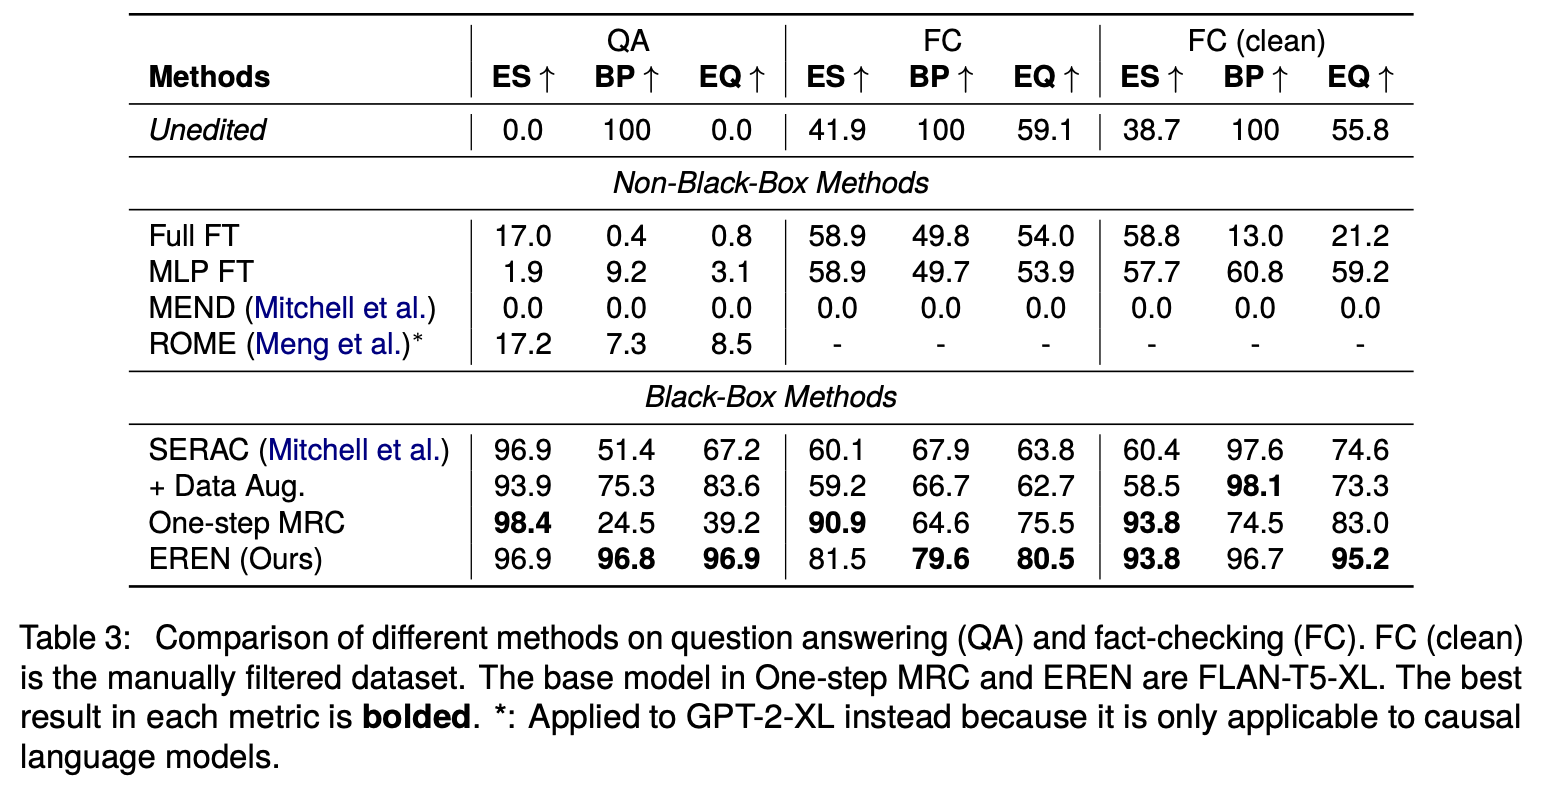 QA FC FC (clean)
Methods ES ↑ BP ↑ EQ ↑ ES ↑ BP ↑ EQ ↑ ES ↑ BP ↑ EQ ↑
Unedited 0.0 100 0.0 41.9 100 59.1 38.7 100 55.8
Non-Black-Box Methods
Full FT 17.0 0.4 0.8 58.9 49.8 54.0 58.8 13.0 21.2
MLP FT 1.9 9.2 3.1 58.9 49.7 53.9 57.7 60.8 59.2
MEND (Mitchell et al.) 0.0 0.0 0.0 0.0 0.0 0.0 0.0 0.0 0.0
ROME (Meng et al.)* 17.2 7.3 8.5 - - - - - -
Black-Box Methods
SERAC (Mitchell et al.) 96.9 51.4 67.2 60.1 67.9 63.8 60.4 97.6 74.6
+ Data Aug. 93.9 75.3 83.6 59.2 66.7 62.7 58.5 98.1 73.3
One-step MRC 98.4 24.5 39.2 90.9 64.6 75.5 93.8 74.5 83.0
EREN (Ours) 96.9 96.8 96.9 81.5 79.6 80.5 93.8 96.7 95.2
Table 3: Comparison of different methods on question answering (QA) and fact-checking (FC). FC (clean)
is the manually filtered dataset. The base model in One-step MRC and EREN are FLAN-T5-XL. The best
result in each metric is bolded. *: Applied to GPT-2-XL instead because it is only applicable to causal
language models.